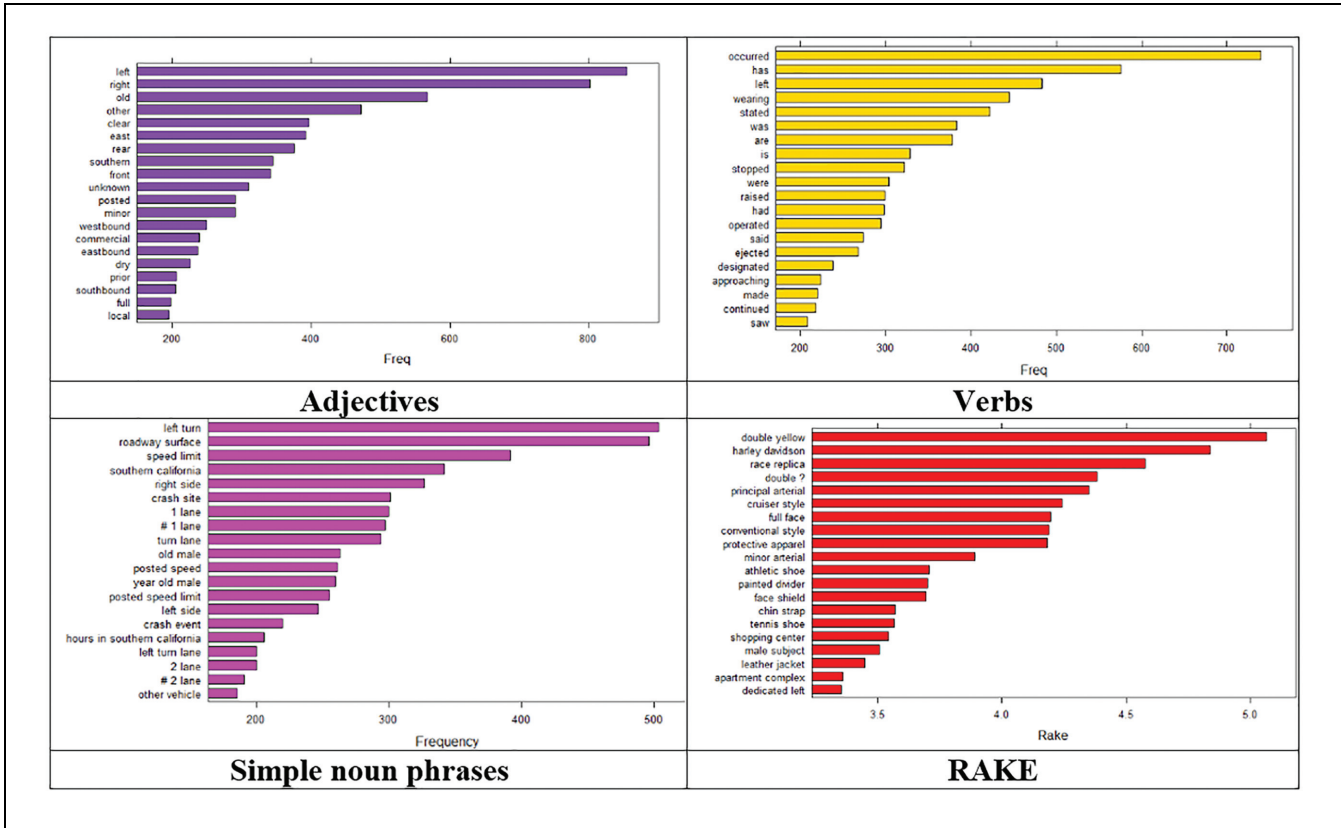 left
right
old
other
clear
east
rear
southern
front
unknown
posted
minor
westbound
commercial
eastbound
dry
prior
southbound
full
local
200 400 600 800
Freq
Adjectives
occurred
has
left
wearing
stated
was
are
is
stopped
were
raised
had
operated
said
ejected
designated
approaching
made
continued
saw
200 300 400 500 600 700
Freq
Verbs
left turn
roadway surface
speed limit
southern california
right side
crash site
1 lane
# 1 lane
turn lane
old male
posted speed
year old male
posted speed limit
left side
crash event
hours in southern california
left turn lane
2 lane
# 2 lane
other vehicle
200 300 400 500
Frequency
Simple noun phrases
double yellow
harley davidson
race replica
double ?
principal arterial
cruiser style
full face
conventional style
protective apparel
minor arterial
athletic shoe
painted divider
face shield
chin strap
tennis shoe
shopping center
male subject
leather jacket
apartment complex
dedicated left
3.5 4.0 4.5 5.0
Rake
RAKE